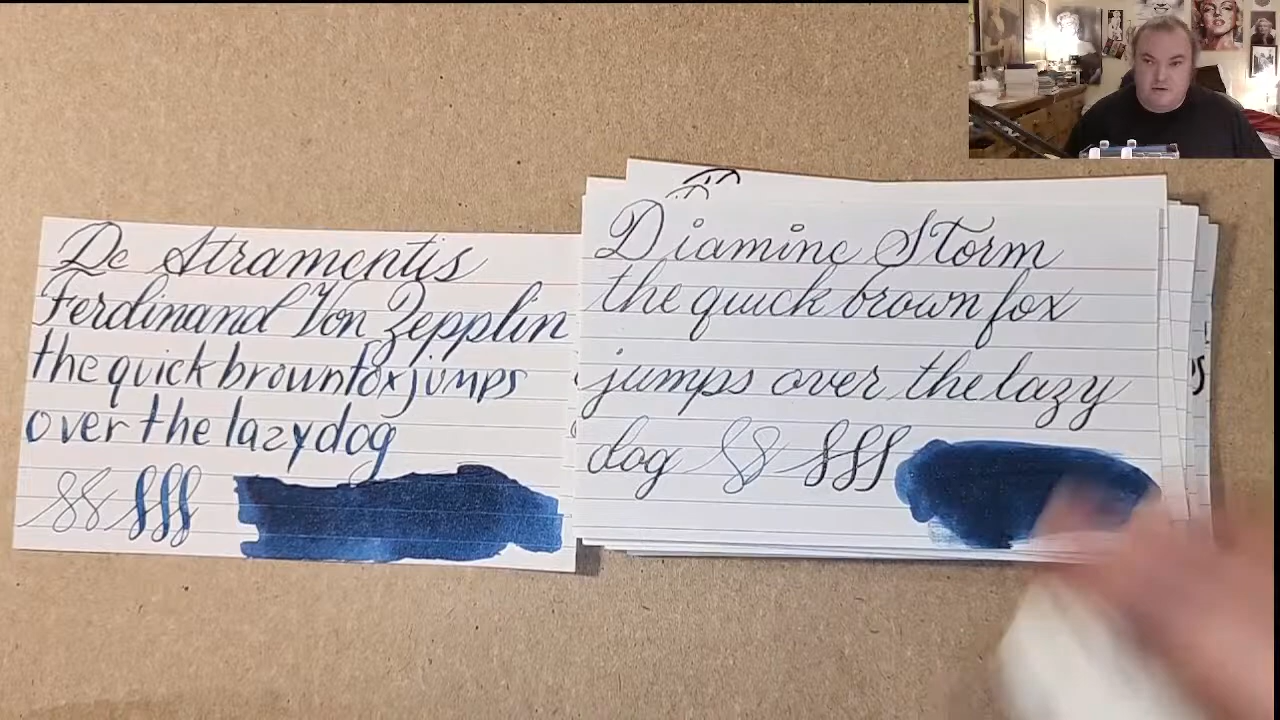 De Atramentis
Ferdinand Von Zepplin
the quick brown fox jumps
over the lazy dog
Diamine Storm
the quick brown fox
jumps over the lazy
dog